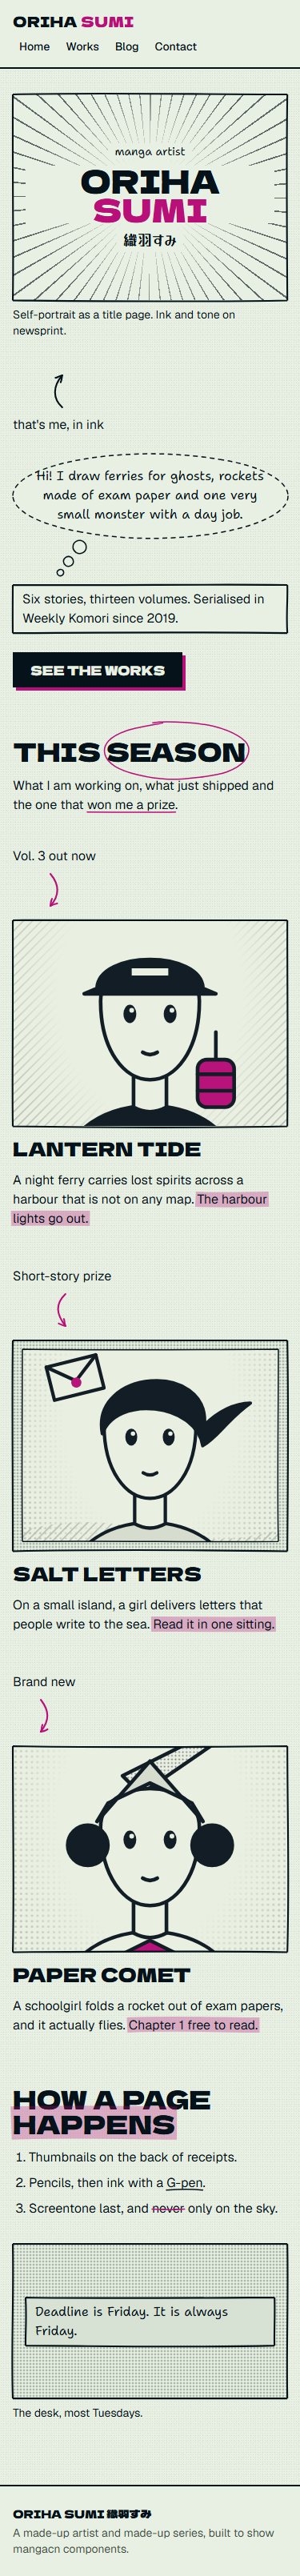 ORIHA SUMI
Home Works Blog Contact
manga artist
ORIHA
SUMI
織羽すみ
Self-portrait as a title page. Ink and tone on
newsprint.
that's me, in ink
Hi! I draw ferries for ghosts, rockets
made of exam paper and one very
small monster with a day job.
Six stories, thirteen volumes. Serialised in
Weekly Komori since 2019.
SEE THE WORKS
THIS SEASON
What I am working on, what just shipped and
the one that won me a prize.
Vol. 3 out now
LANTERN TIDE
A night ferry carries lost spirits across a
harbour that is not on any map. The harbour
lights go out.
Short-story prize
SALT LETTERS
On a small island, a girl delivers letters that
people write to the sea. Read it in one sitting.
Brand new
PAPER COMET
A schoolgirl folds a rocket out of exam papers,
and it actually flies. Chapter 1 free to read.
HOW A PAGE
HAPPENS
1. Thumbnails on the back of receipts.
2. Pencils, then ink with a G-pen.
3. Screentone last, and never only on the sky.
Deadline is Friday. It is always
Friday.
The desk, most Tuesdays.
ORIHA SUMI 織羽すみ
A made-up artist and made-up series, built to show
mangacn components.